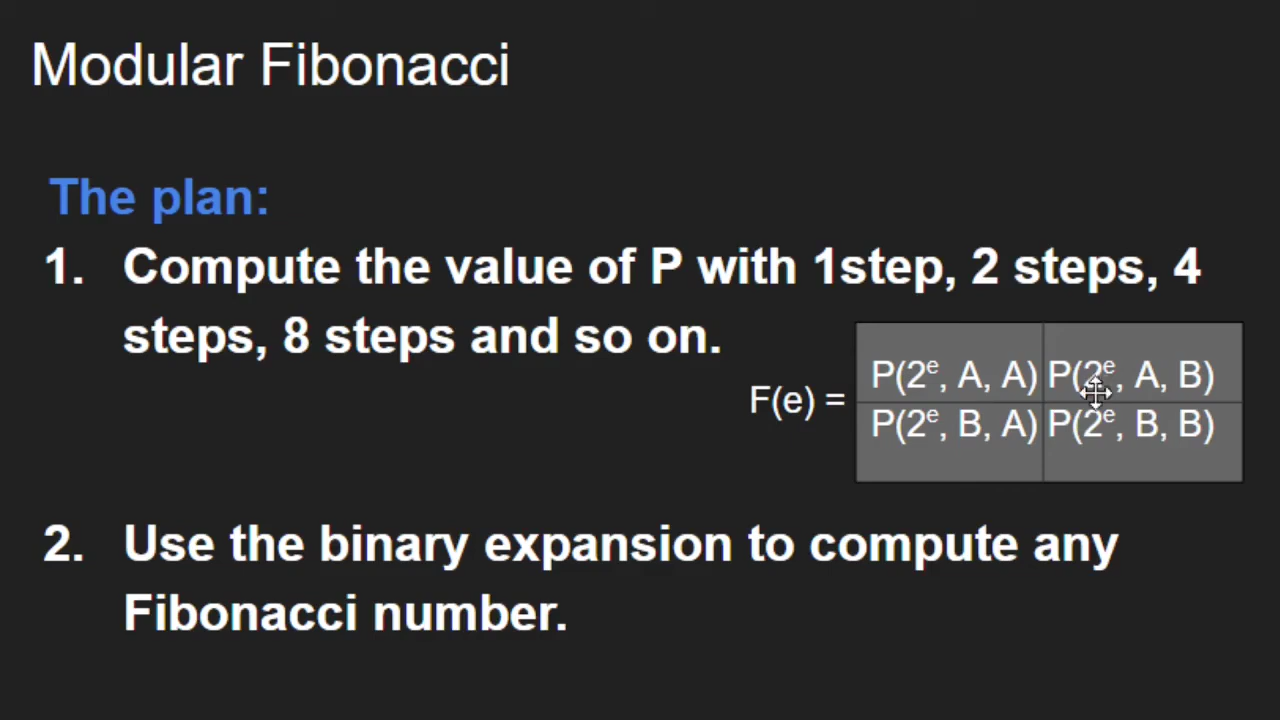 Modular Fibonacci
The plan:
1. Compute the value of P with 1step, 2 steps, 4
steps, 8 steps and so on.
F(e) =
P(2ᵉ, A, A) P(2ᵉ, A, B)
P(2ᵉ, B, A) P(2ᵉ, B, B)
2. Use the binary expansion to compute any
Fibonacci number.